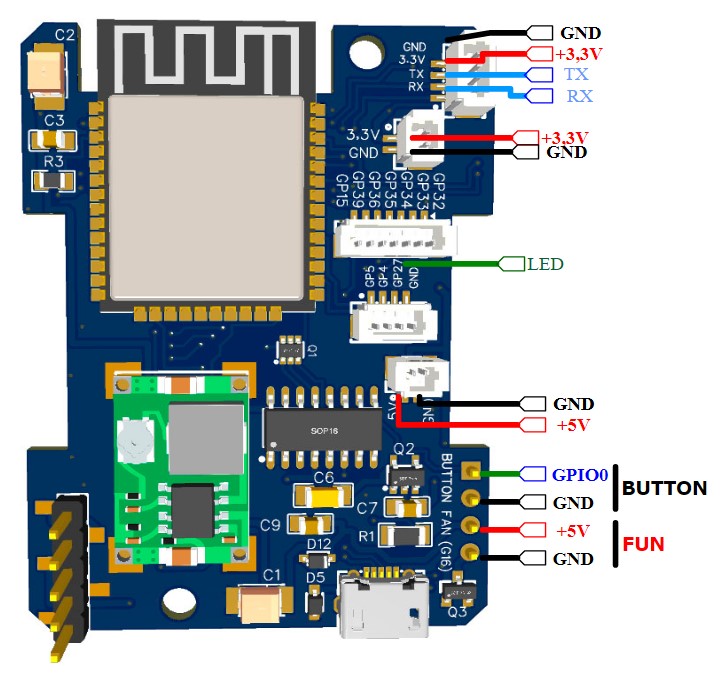 C2
GND
GND
+3,3V
3.3V
TX
TX
RX
RX
C3
3.3V
+3,3V
GND
GND
R3
GP15
GP39
GP36
GP35
GP34
GP33
GP32
LED
GP5
GP4
GP27
GND
Q1
5V
GND
+5V
SOP16
Q2
BUTTON FAN (G16)
GPIO0
GND
BUTTON
C6
C7
C9
R1
+5V
GND
FUN
D12
D5
C1
Q3